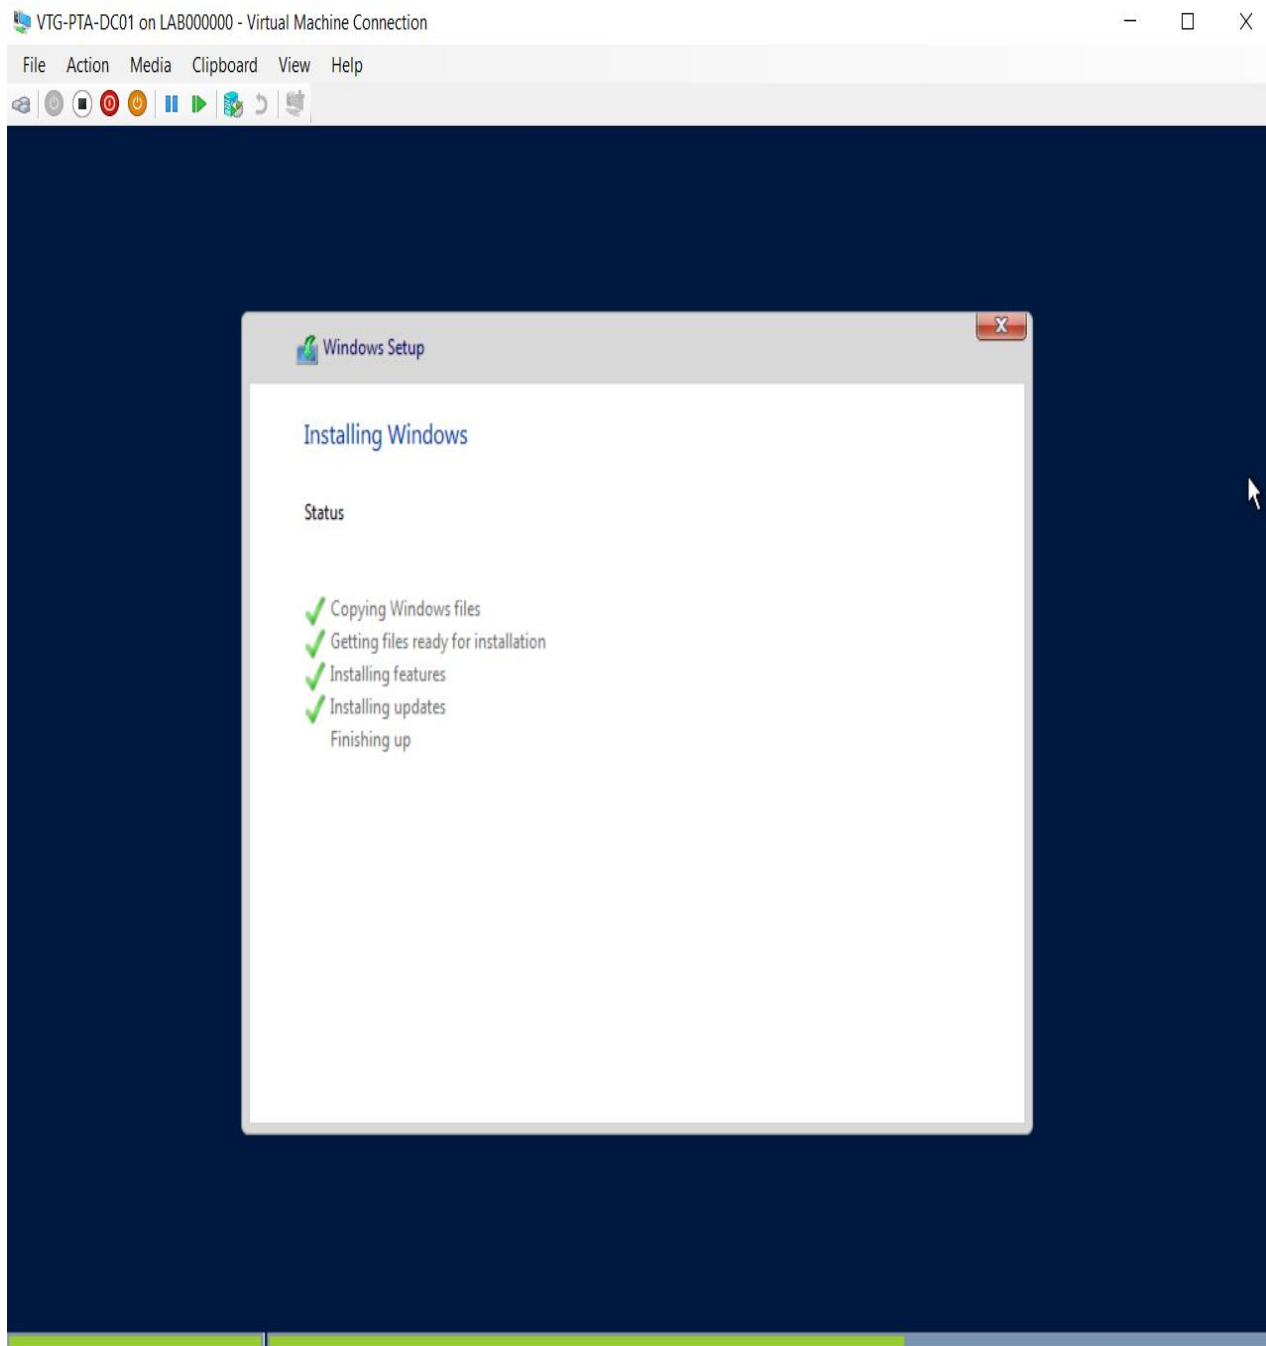 VTG-PTA-DC01 on LAB000000 - Virtual Machine Connection
File Action Media Clipboard View Help
Windows Setup
Installing Windows
Status
Copying Windows files
Getting files ready for installation
Installing features
Installing updates
Finishing up